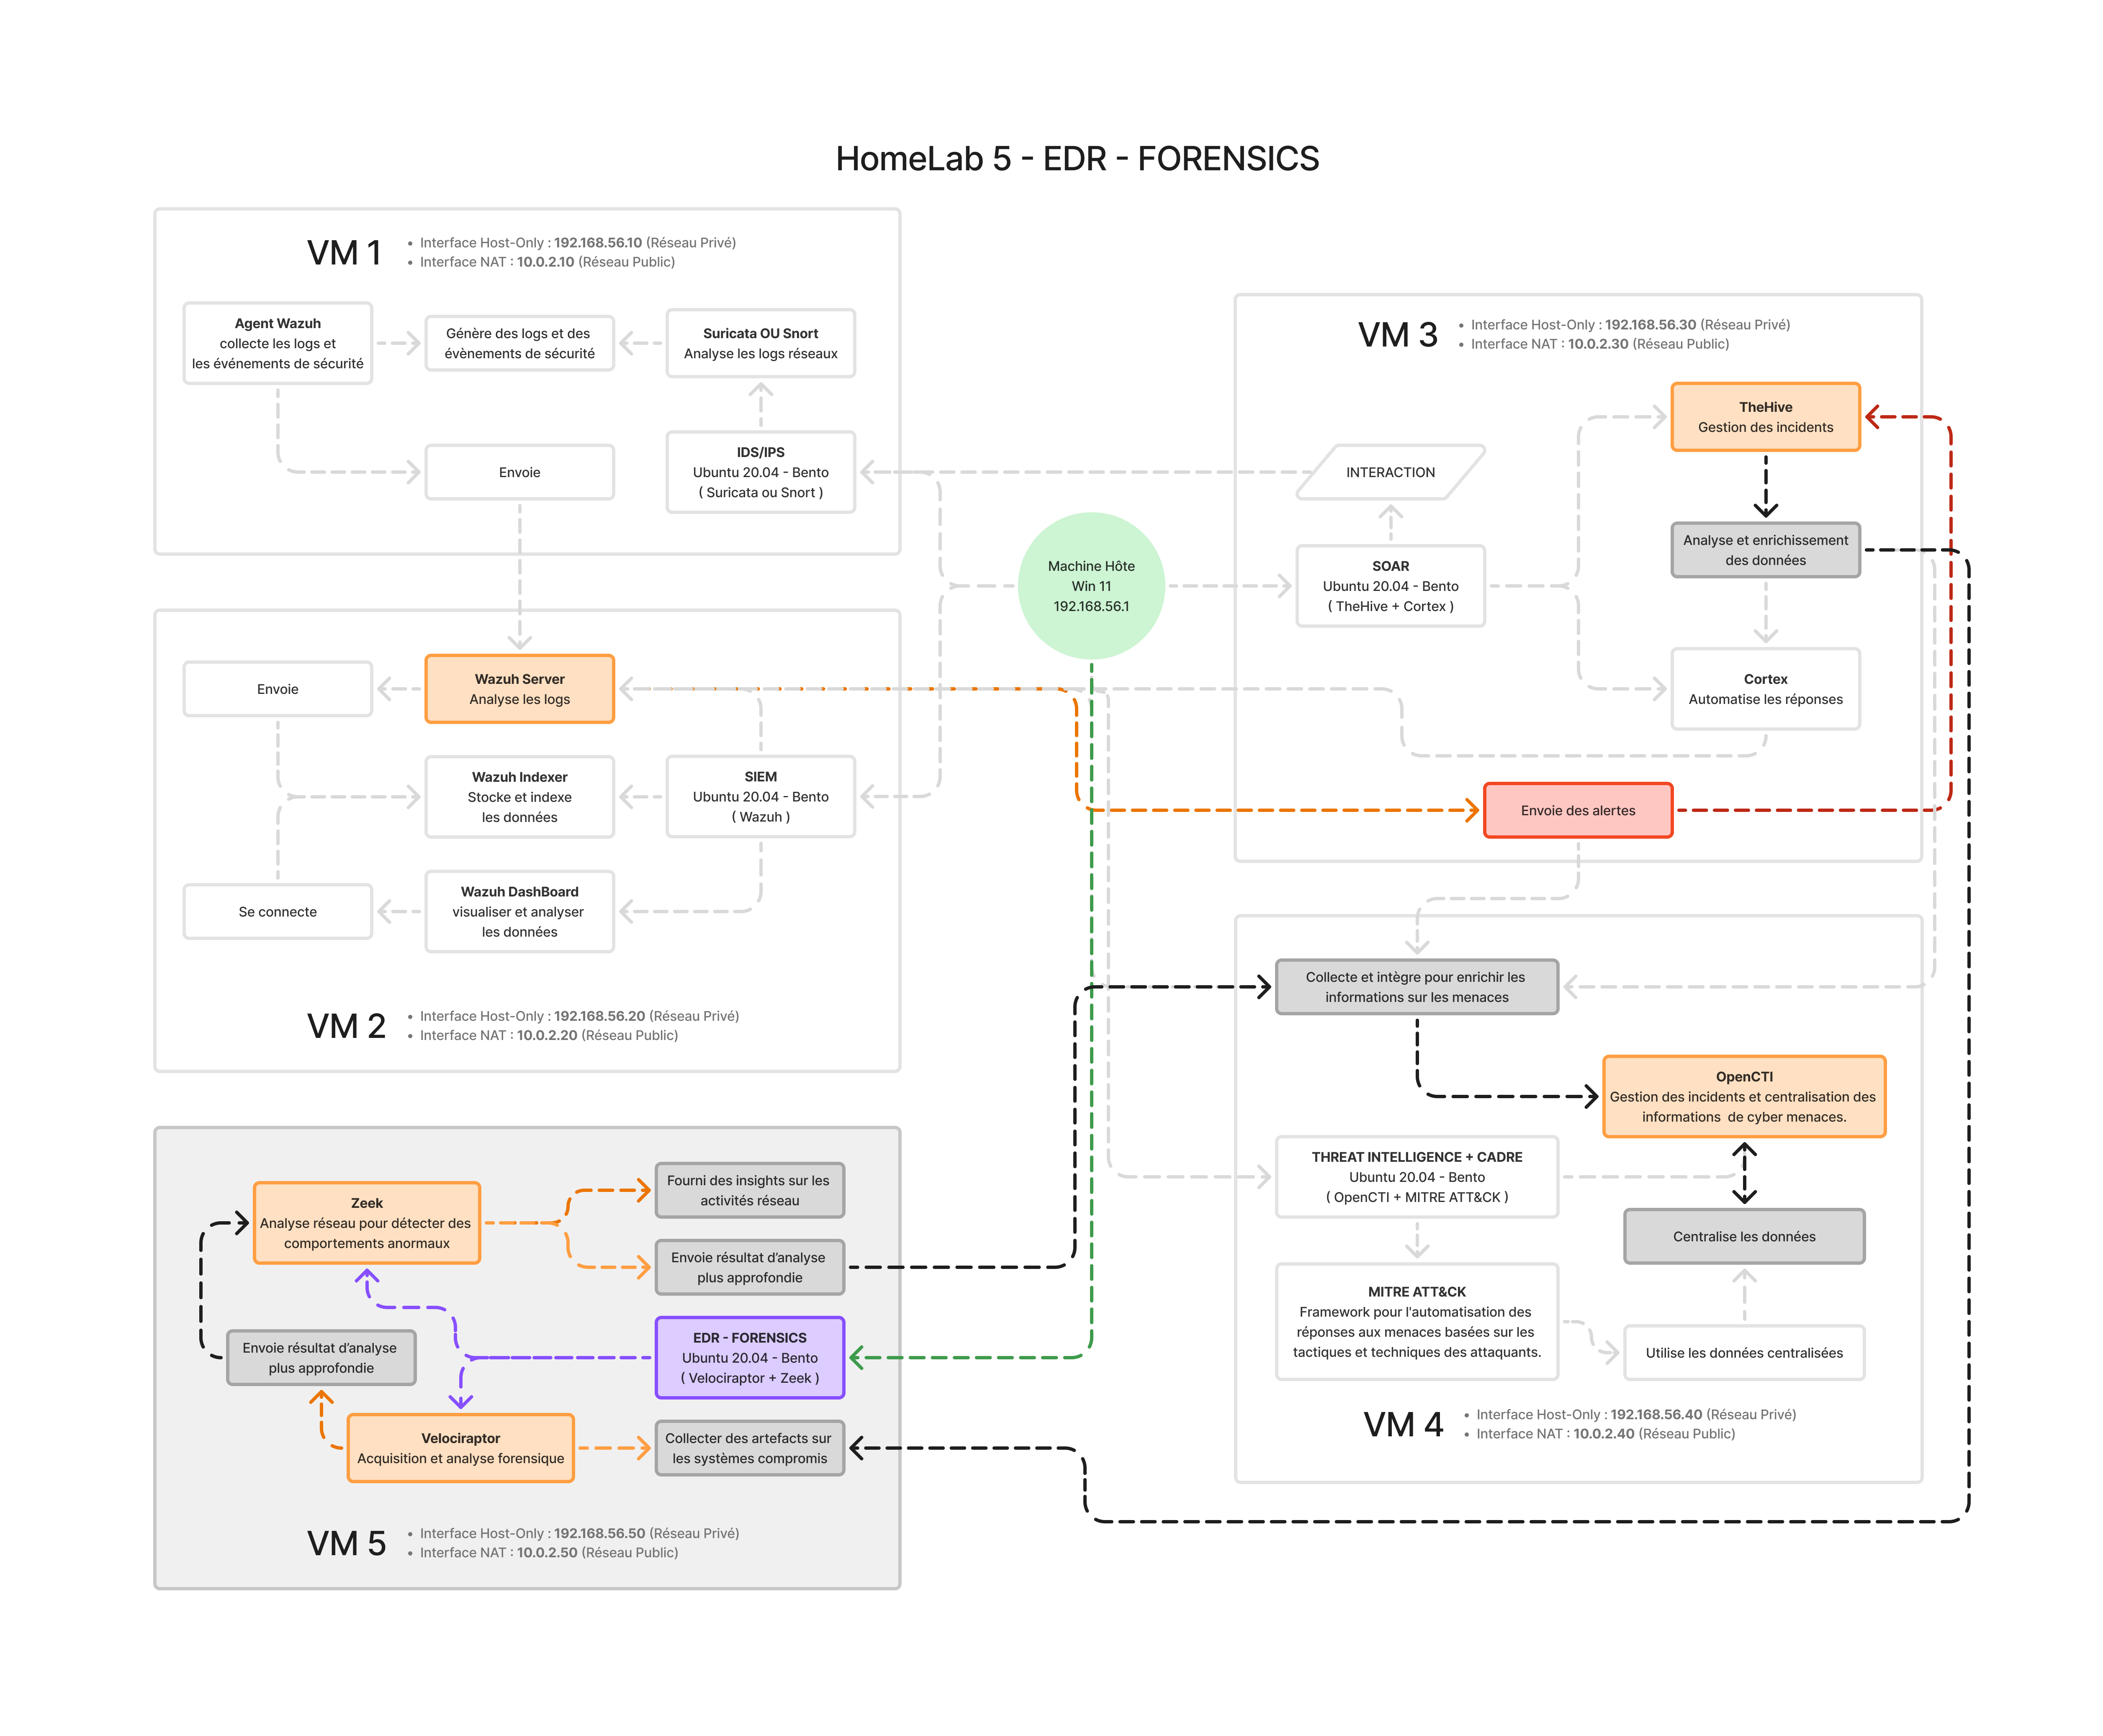 HomeLab 5 - EDR - FORENSICS
VM 1
• Interface Host-Only : 192.168.56.10 (Réseau Privé)
• Interface NAT : 10.0.2.10 (Réseau Public)
Agent Wazuh
collecte les logs et
les événements de sécurité
Génère des logs et des
évènements de sécurité
Suricata OU Snort
Analyse les logs réseaux
Envoie
IDS/IPS
Ubuntu 20.04 - Bento
( Suricata ou Snort )
Machine Hôte
Win 11
192.168.56.1
VM 3
• Interface Host-Only : 192.168.56.30 (Réseau Privé)
• Interface NAT : 10.0.2.30 (Réseau Public)
TheHive
Gestion des incidents
INTERACTION
Analyse et enrichissement
des données
SOAR
Ubuntu 20.04 - Bento
( TheHive + Cortex )
Cortex
Automatise les réponses
Envoie des alertes
Envoie
Wazuh Server
Analyse les logs
Wazuh Indexer
Stocke et indexe
les données
SIEM
Ubuntu 20.04 - Bento
( Wazuh )
Se connecte
Wazuh DashBoard
visualiser et analyser
les données
VM 2
• Interface Host-Only : 192.168.56.20 (Réseau Privé)
• Interface NAT : 10.0.2.20 (Réseau Public)
Collecte et intègre pour enrichir les
informations sur les menaces
OpenCTI
Gestion des incidents et centralisation des
informations  de cyber menaces.
THREAT INTELLIGENCE + CADRE
Ubuntu 20.04 - Bento
( OpenCTI + MITRE ATT&CK )
Centralise les données
MITRE ATT&CK
Framework pour l'automatisation des
réponses aux menaces basées sur les
tactiques et techniques des attaquants.
Utilise les données centralisées
VM 4
• Interface Host-Only : 192.168.56.40 (Réseau Privé)
• Interface NAT : 10.0.2.40 (Réseau Public)
Zeek
Analyse réseau pour détecter des
comportements anormaux
Fourni des insights sur les
activités réseau
Envoie résultat d’analyse
plus approfondie
Envoie résultat d’analyse
plus approfondie
EDR - FORENSICS
Ubuntu 20.04 - Bento
( Velociraptor + Zeek )
Velociraptor
Acquisition et analyse forensique
Collecter des artefacts sur
les systèmes compromis
VM 5
• Interface Host-Only : 192.168.56.50 (Réseau Privé)
• Interface NAT : 10.0.2.50 (Réseau Public)